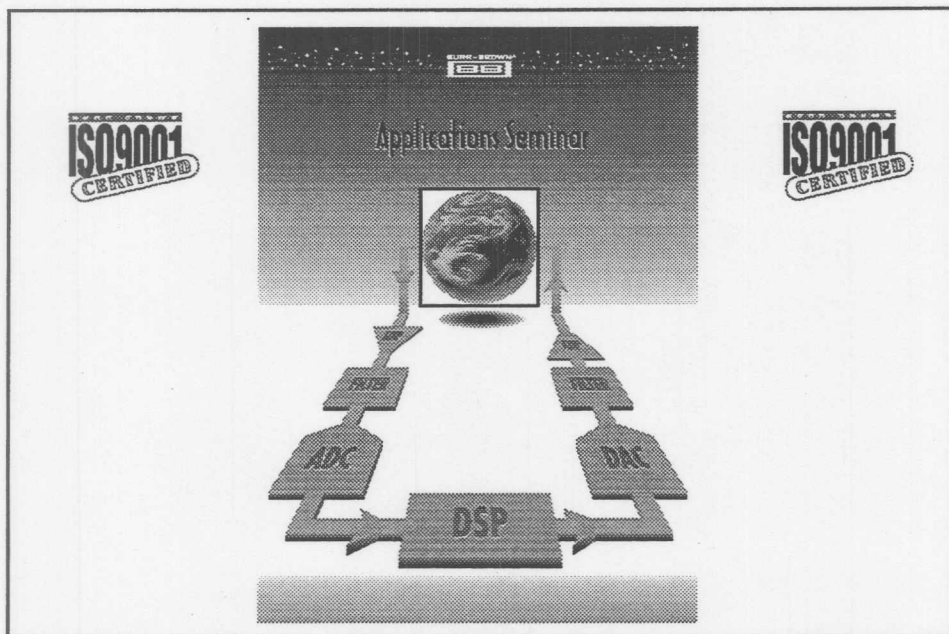 BURR-BROWN®
BB
Applications Seminar
ISO9001
CERTIFIED
ISO9001
CERTIFIED
FILTER
FILTER
ADC
DAC
DSP